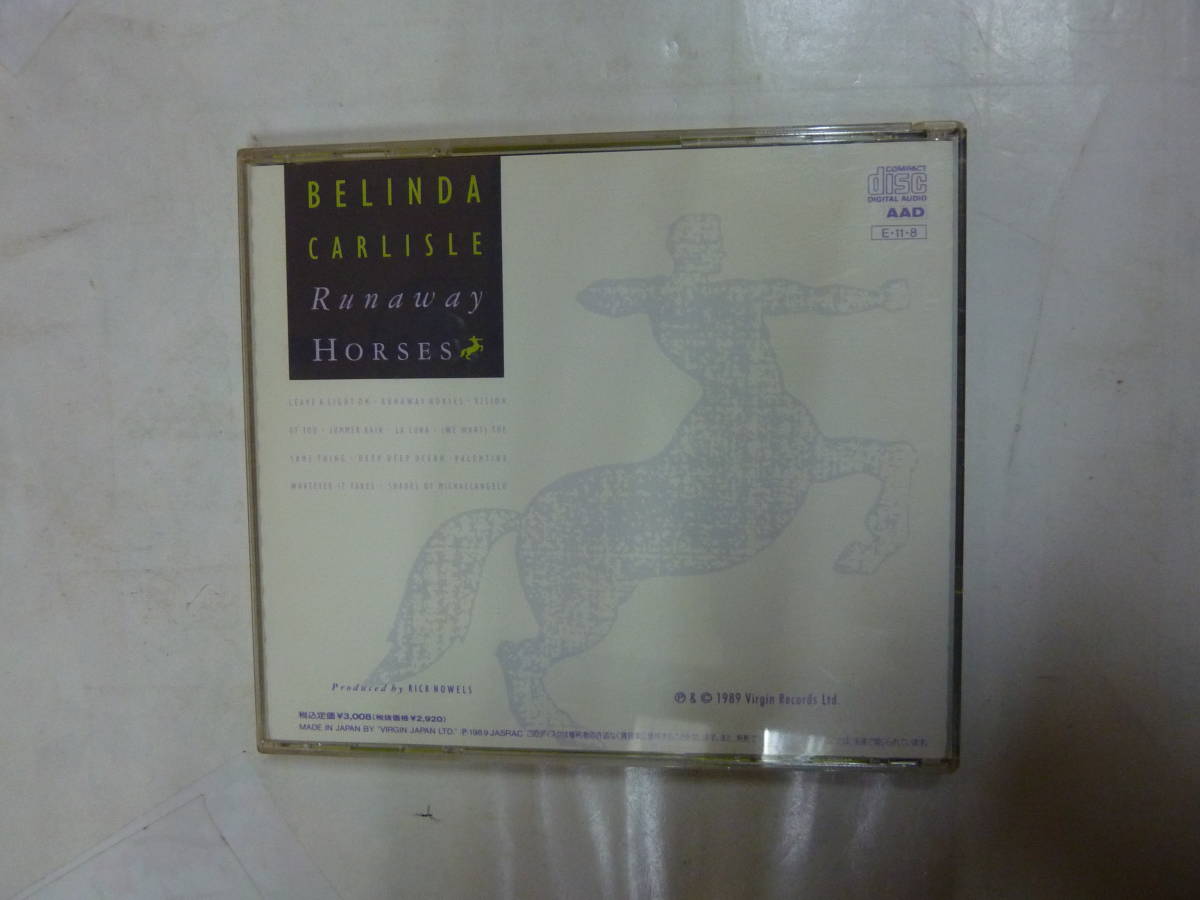 BELINDA
CARLISLE
Runaway
HORSES
LEAVE A LIGHT ON · RUNAWAY HORSES · VISION
OF YOU · SUMMER RAIN · LA LUNA · (WE WANT) THE
SAME THING · DEEP DEEP OCEAN · VALENTINO
WHATEVER IT TAKES · SHADES OF MICHAELANGELO
COMPACT
disc
DIGITAL AUDIO
AAD
E·11·8
Produced by RICK NOWELS
℗ & © 1989 Virgin Records Ltd.
税込定価¥3,008(税抜価格¥2,920)
MADE IN JAPAN BY "VIRGIN JAPAN LTD." ℗1989 JASRAC